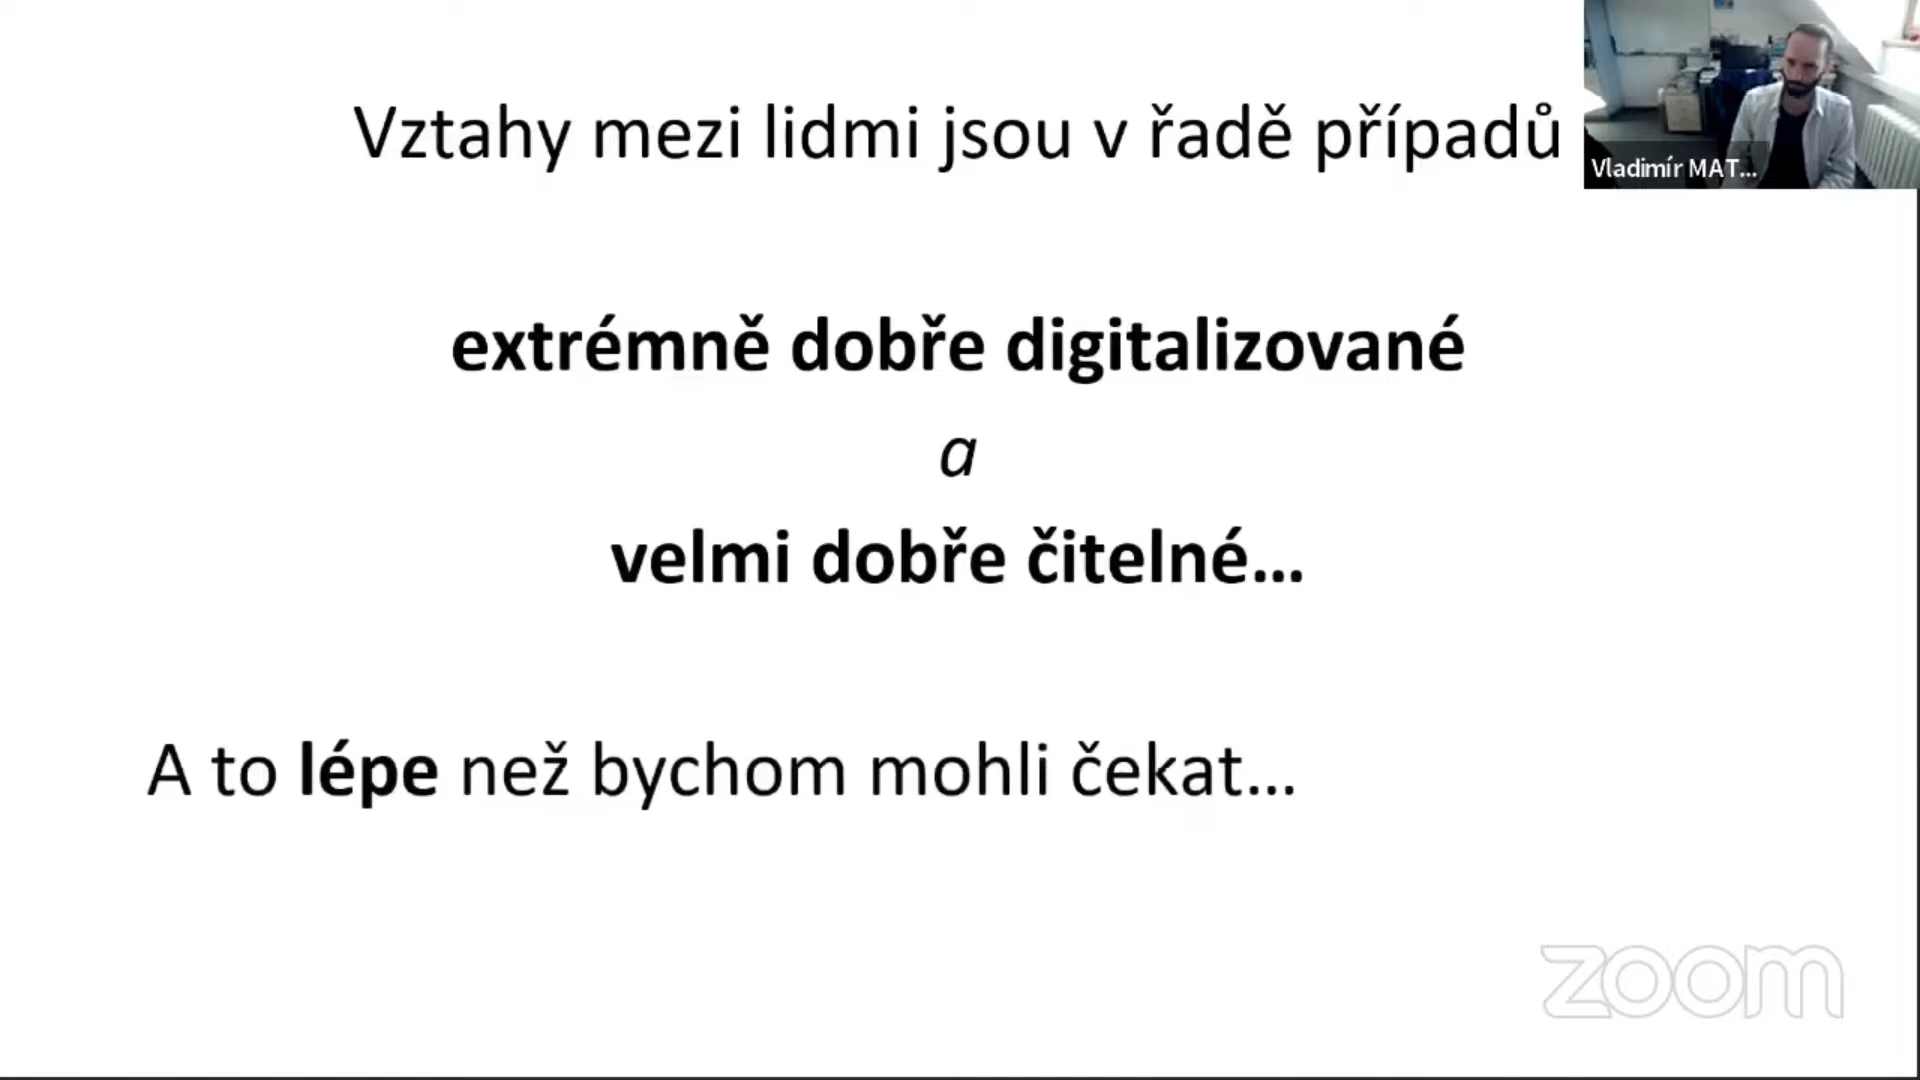 Vztahy mezi lidmi jsou v řadě případů
Vladimír MAT...
extrémně dobře digitalizované
a
velmi dobře čitelné...
A to lépe než bychom mohli čekat...
zoom